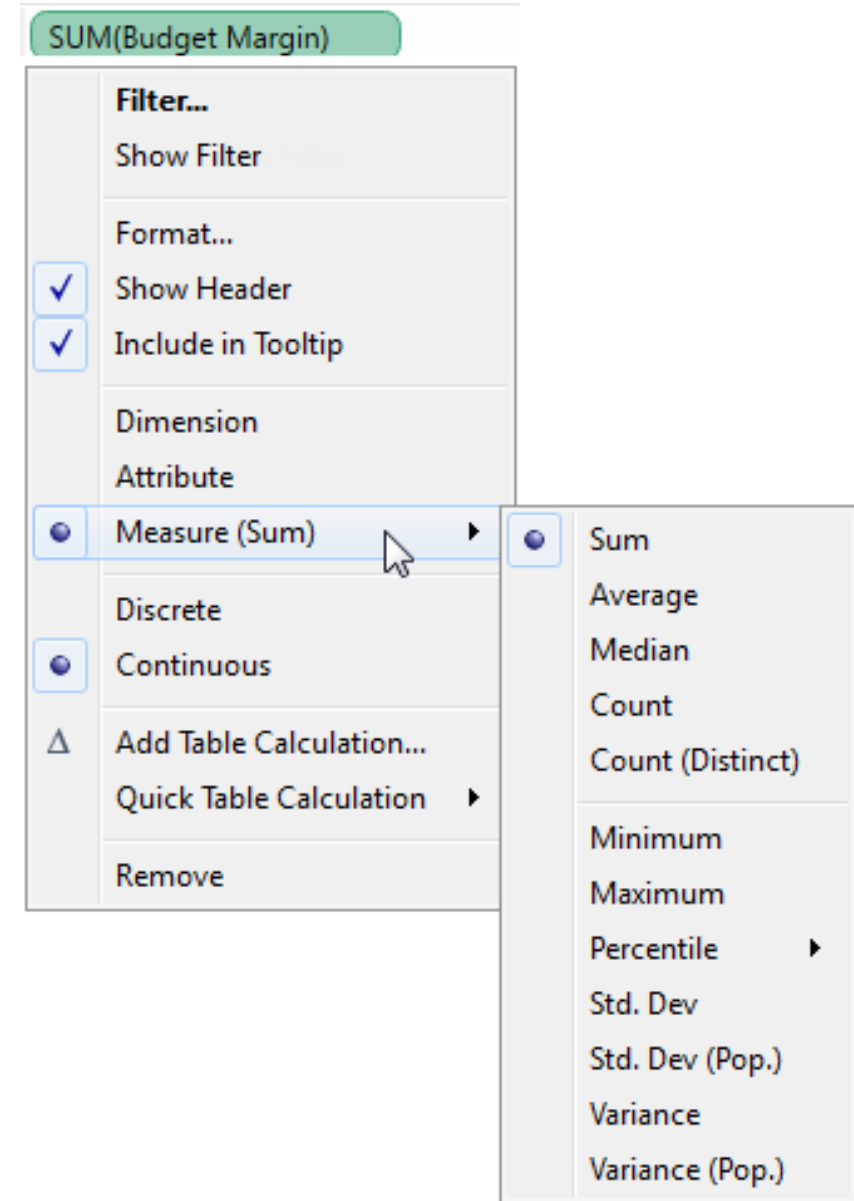 SUM(Budget Margin)
Filter...
Show Filter
Format...
Show Header
Include in Tooltip
Dimension
Attribute
Measure (Sum)
Discrete
Continuous
Δ Add Table Calculation...
Quick Table Calculation
Remove
Sum
Average
Median
Count
Count (Distinct)
Minimum
Maximum
Percentile
Std. Dev
Std. Dev (Pop.)
Variance
Variance (Pop.)